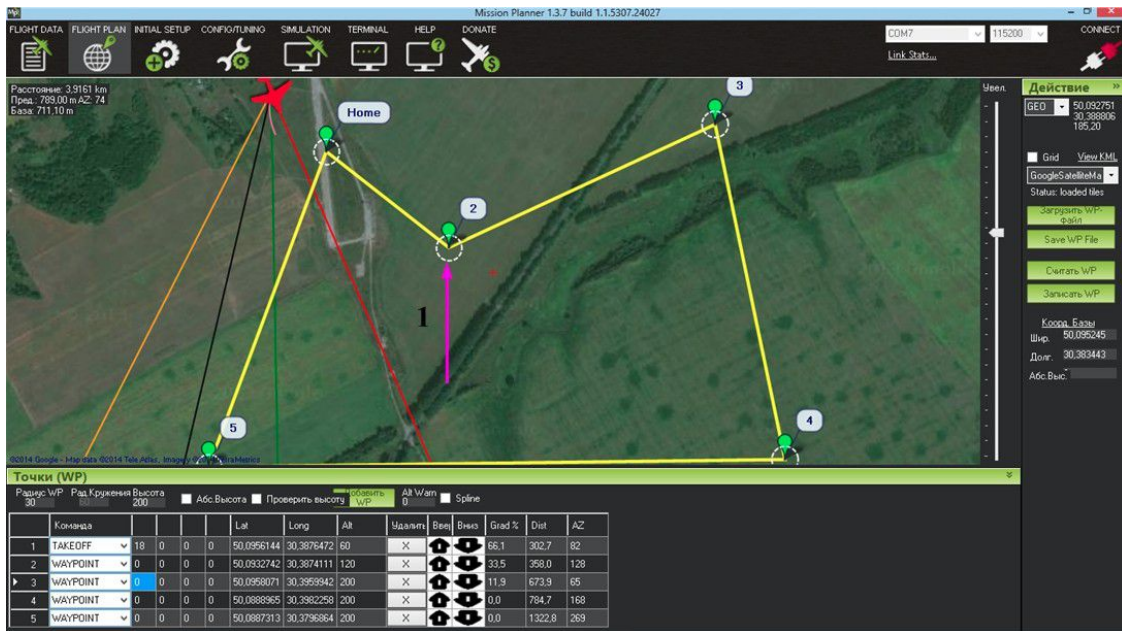 Mission Planner 1.3.7 build 1.1.5307.24027
FLIGHT DATA FLIGHT PLAN INITIAL SETUP CONFIG/TUNING SIMULATION TERMINAL HELP DONATE
COM7 115200 CONNECT
Link Stats...
Расстояние: 3,9161 km
Пред.: 789,00 m AZ: 74
База: 711,10 m
Home
3
2
1
5
4
©2014 Google - Map data ©2014 Tele Atlas, Imagery
Увел.
Действие »
GEO 50,092751
30,388806
185,20
Grid View KML
GoogleSatelliteMa
Status: loaded tiles
Загрузить WP-файл
Save WP File
Считать WP
Записать WP
Коорд. Базы
Шир. 50,095245
Долг. 30,383443
Абс.Выс.
Точки (WP)
Радиус WP Рад.Кружения Высота
30 200 Абс.Высота Проверить высоту Добавить WP Alt Warn 0 Spline
Команда Lat Long Alt Удалить Ввер Вниз Grad % Dist AZ
1 TAKEOFF 18 0 0 0 50,0956144 30,3876472 60 X 66,1 302,7 82
2 WAYPOINT 0 0 0 0 50,0932742 30,3874111 120 X 33,5 358,0 128
3 WAYPOINT 0 0 0 0 50,0958071 30,3959942 200 X 11,9 673,9 65
4 WAYPOINT 0 0 0 0 50,0888965 30,3982258 200 X 0,0 784,7 168
5 WAYPOINT 0 0 0 0 50,0887313 30,3796864 200 X 0,0 1322,8 269